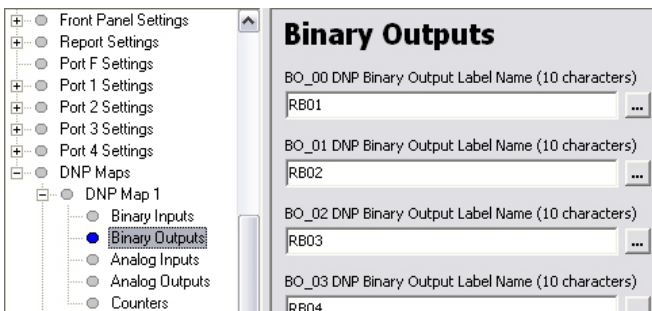 Front Panel Settings
Report Settings
Port F Settings
Port 1 Settings
Port 2 Settings
Port 3 Settings
Port 4 Settings
DNP Maps
DNP Map 1
Binary Inputs
Binary Outputs
Analog Inputs
Analog Outputs
Counters
Binary Outputs
BO_00 DNP Binary Output Label Name (10 characters)
RB01
...
BO_01 DNP Binary Output Label Name (10 characters)
RB02
...
BO_02 DNP Binary Output Label Name (10 characters)
RB03
...
BO_03 DNP Binary Output Label Name (10 characters)
RB04